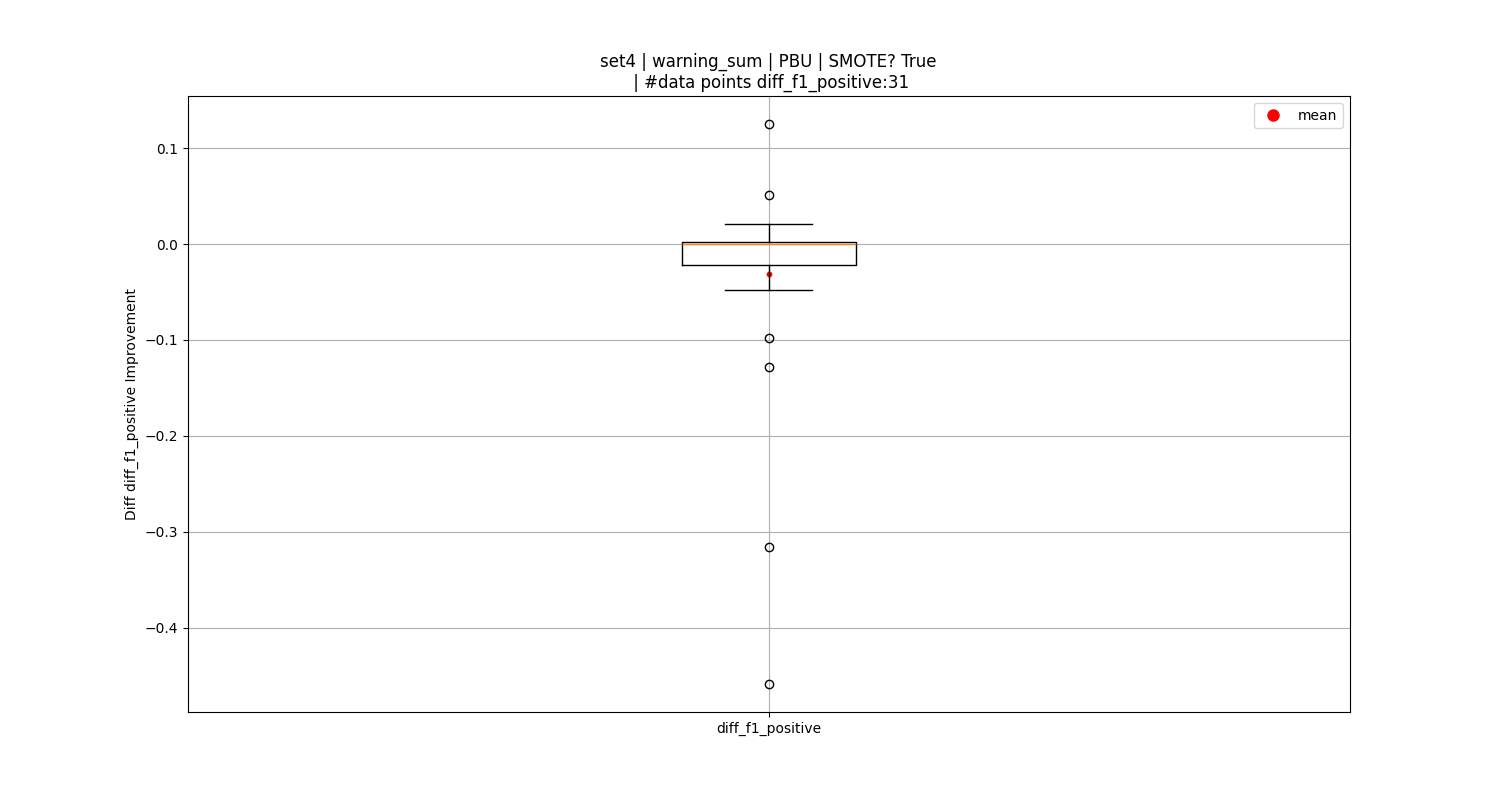 set4 | warning_sum | PBU | SMOTE? True
| #data points diff_f1_positive:31
mean
0.1
0.0
−0.1
−0.2
−0.3
−0.4
Diff diff_f1_positive Improvement
diff_f1_positive